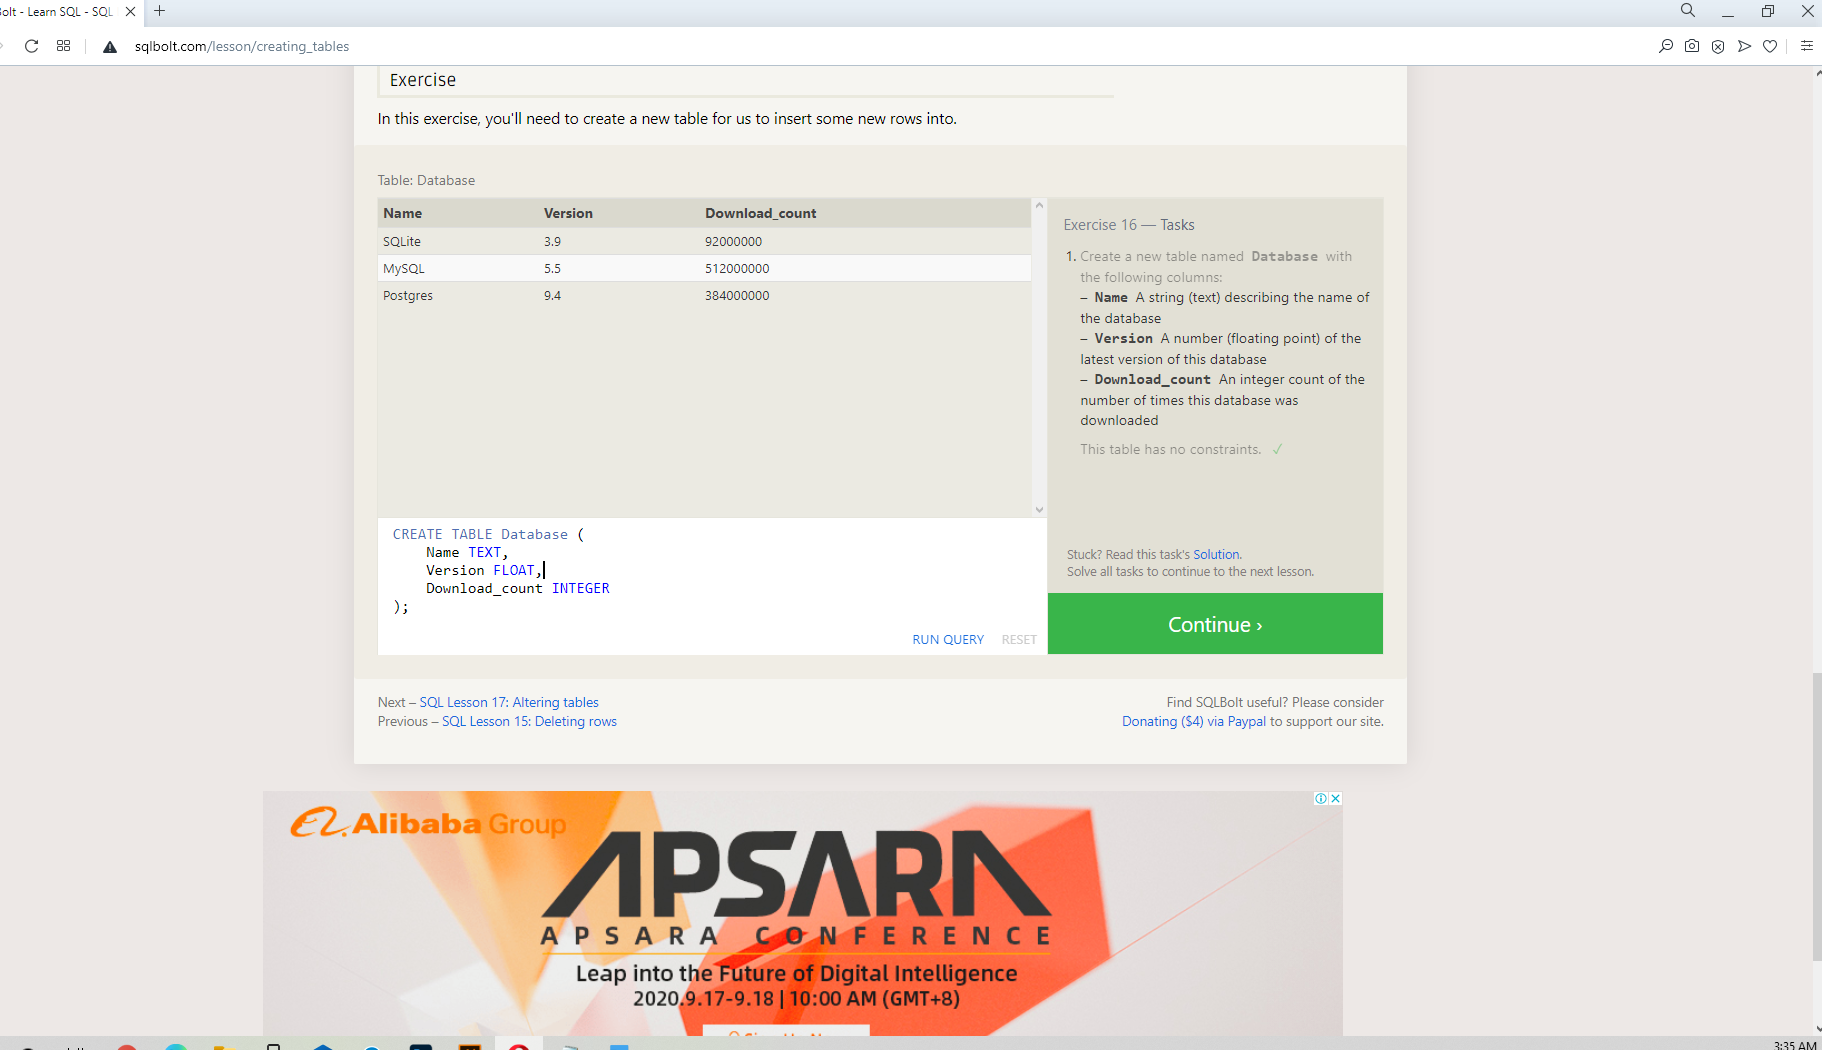 olt - Learn SQL - SQL
sqlbolt.com/lesson/creating_tables
Exercise
In this exercise, you'll need to create a new table for us to insert some new rows into.
Table: Database
Name Version Download_count
SQLite 3.9 92000000
MySQL 5.5 512000000
Postgres 9.4 384000000
Exercise 16 — Tasks
1. Create a new table named Database with
the following columns:
– Name A string (text) describing the name of
the database
– Version A number (floating point) of the
latest version of this database
– Download_count An integer count of the
number of times this database was
downloaded
This table has no constraints. ✓
CREATE TABLE Database (
Name TEXT,
Version FLOAT,
Download_count INTEGER
);
RUN QUERY RESET
Stuck? Read this task's Solution.
Solve all tasks to continue to the next lesson.
Continue ›
Next – SQL Lesson 17: Altering tables
Previous – SQL Lesson 15: Deleting rows
Find SQLBolt useful? Please consider
Donating ($4) via Paypal to support our site.
Alibaba Group
APSARA
APSARA CONFERENCE
Leap into the Future of Digital Intelligence
2020.9.17-9.18 | 10:00 AM (GMT+8)
3:35 AM